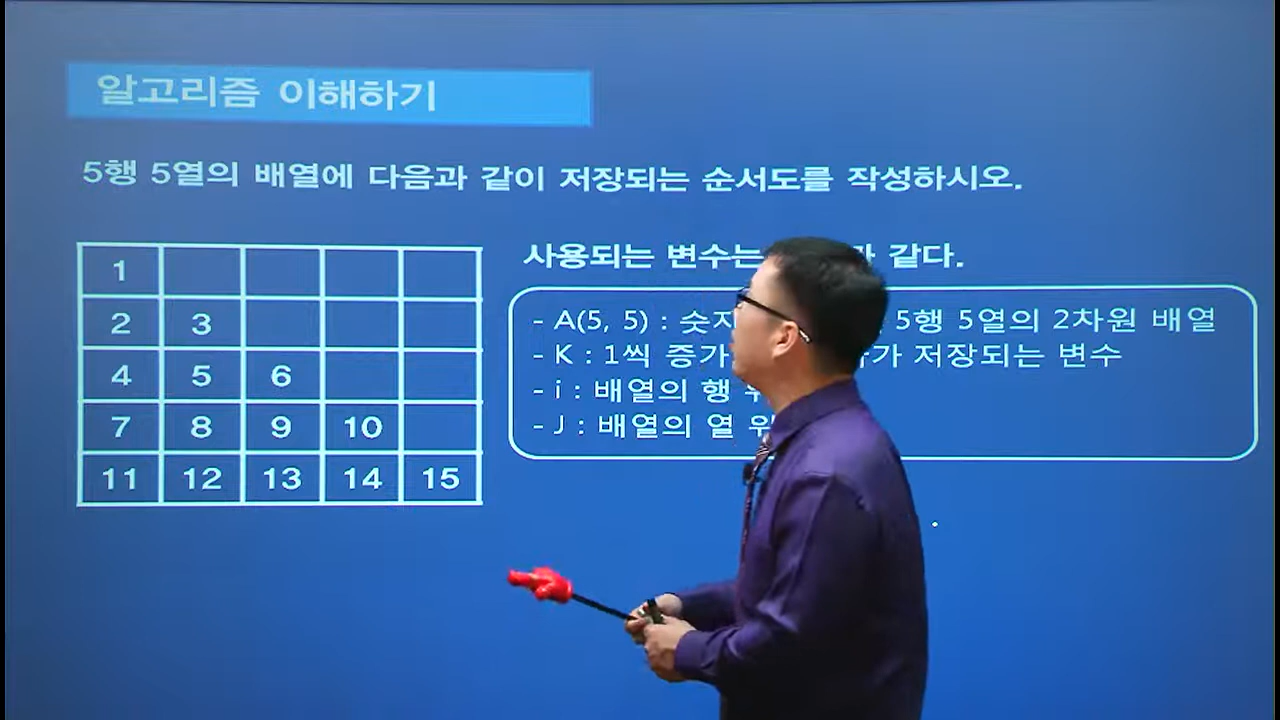 알고리즘 이해하기
5행 5열의 배열에 다음과 같이 저장되는 순서도를 작성하시오.
1
2 3
4 5 6
7 8 9 10
11 12 13 14 15
사용되는 변수는 같다.
- A(5, 5) : 숫자 5행 5열의 2차원 배열
- K : 1씩 증가 저장되는 변수
- i : 배열의 행
- J : 배열의 열